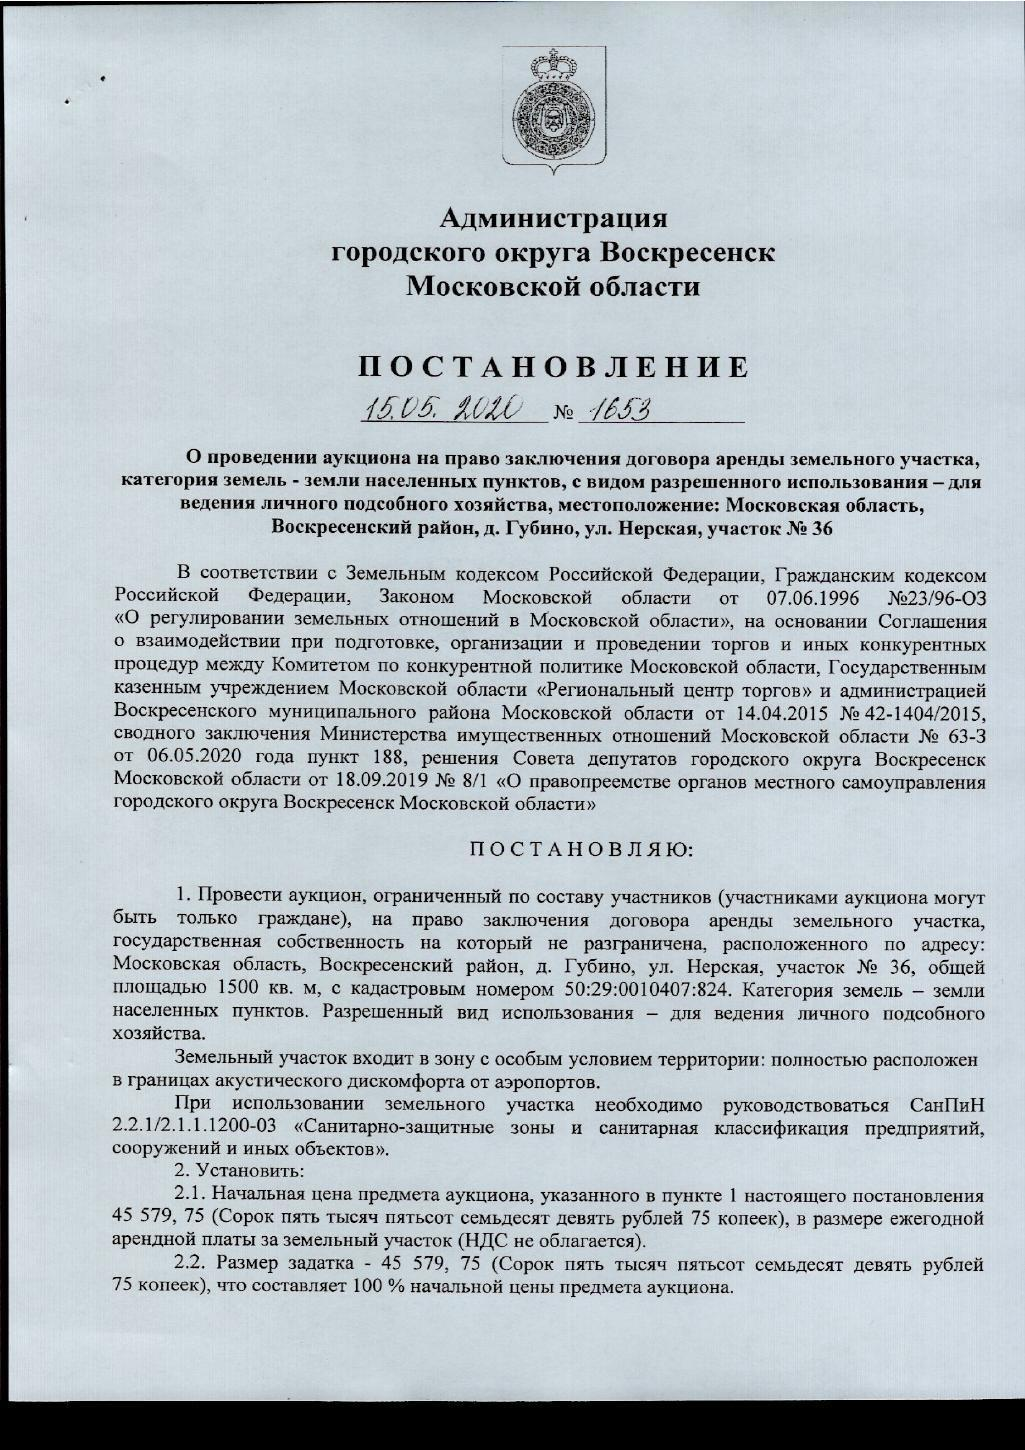 Администрация
городского округа Воскресенск
Московской области
ПОСТАНОВЛЕНИЕ
15.05.2020 № 1653
О проведении аукциона на право заключения договора аренды земельного участка,
категория земель - земли населенных пунктов, с видом разрешенного использования – для
ведения личного подсобного хозяйства, местоположение: Московская область,
Воскресенский район, д. Губино, ул. Нерская, участок № 36
В соответствии с Земельным кодексом Российской Федерации, Гражданским кодексом
Российской Федерации, Законом Московской области от 07.06.1996 №23/96-ОЗ
«О регулировании земельных отношений в Московской области», на основании Соглашения
о взаимодействии при подготовке, организации и проведении торгов и иных конкурентных
процедур между Комитетом по конкурентной политике Московской области, Государственным
казенным учреждением Московской области «Региональный центр торгов» и администрацией
Воскресенского муниципального района Московской области от 14.04.2015 № 42-1404/2015,
сводного заключения Министерства имущественных отношений Московской области № 63-З
от 06.05.2020 года пункт 188, решения Совета депутатов городского округа Воскресенск
Московской области от 18.09.2019 № 8/1 «О правопреемстве органов местного самоуправления
городского округа Воскресенск Московской области»
ПОСТАНОВЛЯЮ:
1. Провести аукцион, ограниченный по составу участников (участниками аукциона могут
быть только граждане), на право заключения договора аренды земельного участка,
государственная собственность на который не разграничена, расположенного по адресу:
Московская область, Воскресенский район, д. Губино, ул. Нерская, участок № 36, общей
площадью 1500 кв. м, с кадастровым номером 50:29:0010407:824. Категория земель – земли
населенных пунктов. Разрешенный вид использования – для ведения личного подсобного
хозяйства.
Земельный участок входит в зону с особым условием территории: полностью расположен
в границах акустического дискомфорта от аэропортов.
При использовании земельного участка необходимо руководствоваться СанПиН
2.2.1/2.1.1.1200-03 «Санитарно-защитные зоны и санитарная классификация предприятий,
сооружений и иных объектов».
2. Установить:
2.1. Начальная цена предмета аукциона, указанного в пункте 1 настоящего постановления
45 579, 75 (Сорок пять тысяч пятьсот семьдесят девять рублей 75 копеек), в размере ежегодной
арендной платы за земельный участок (НДС не облагается).
2.2. Размер задатка - 45 579, 75 (Сорок пять тысяч пятьсот семьдесят девять рублей
75 копеек), что составляет 100 % начальной цены предмета аукциона.